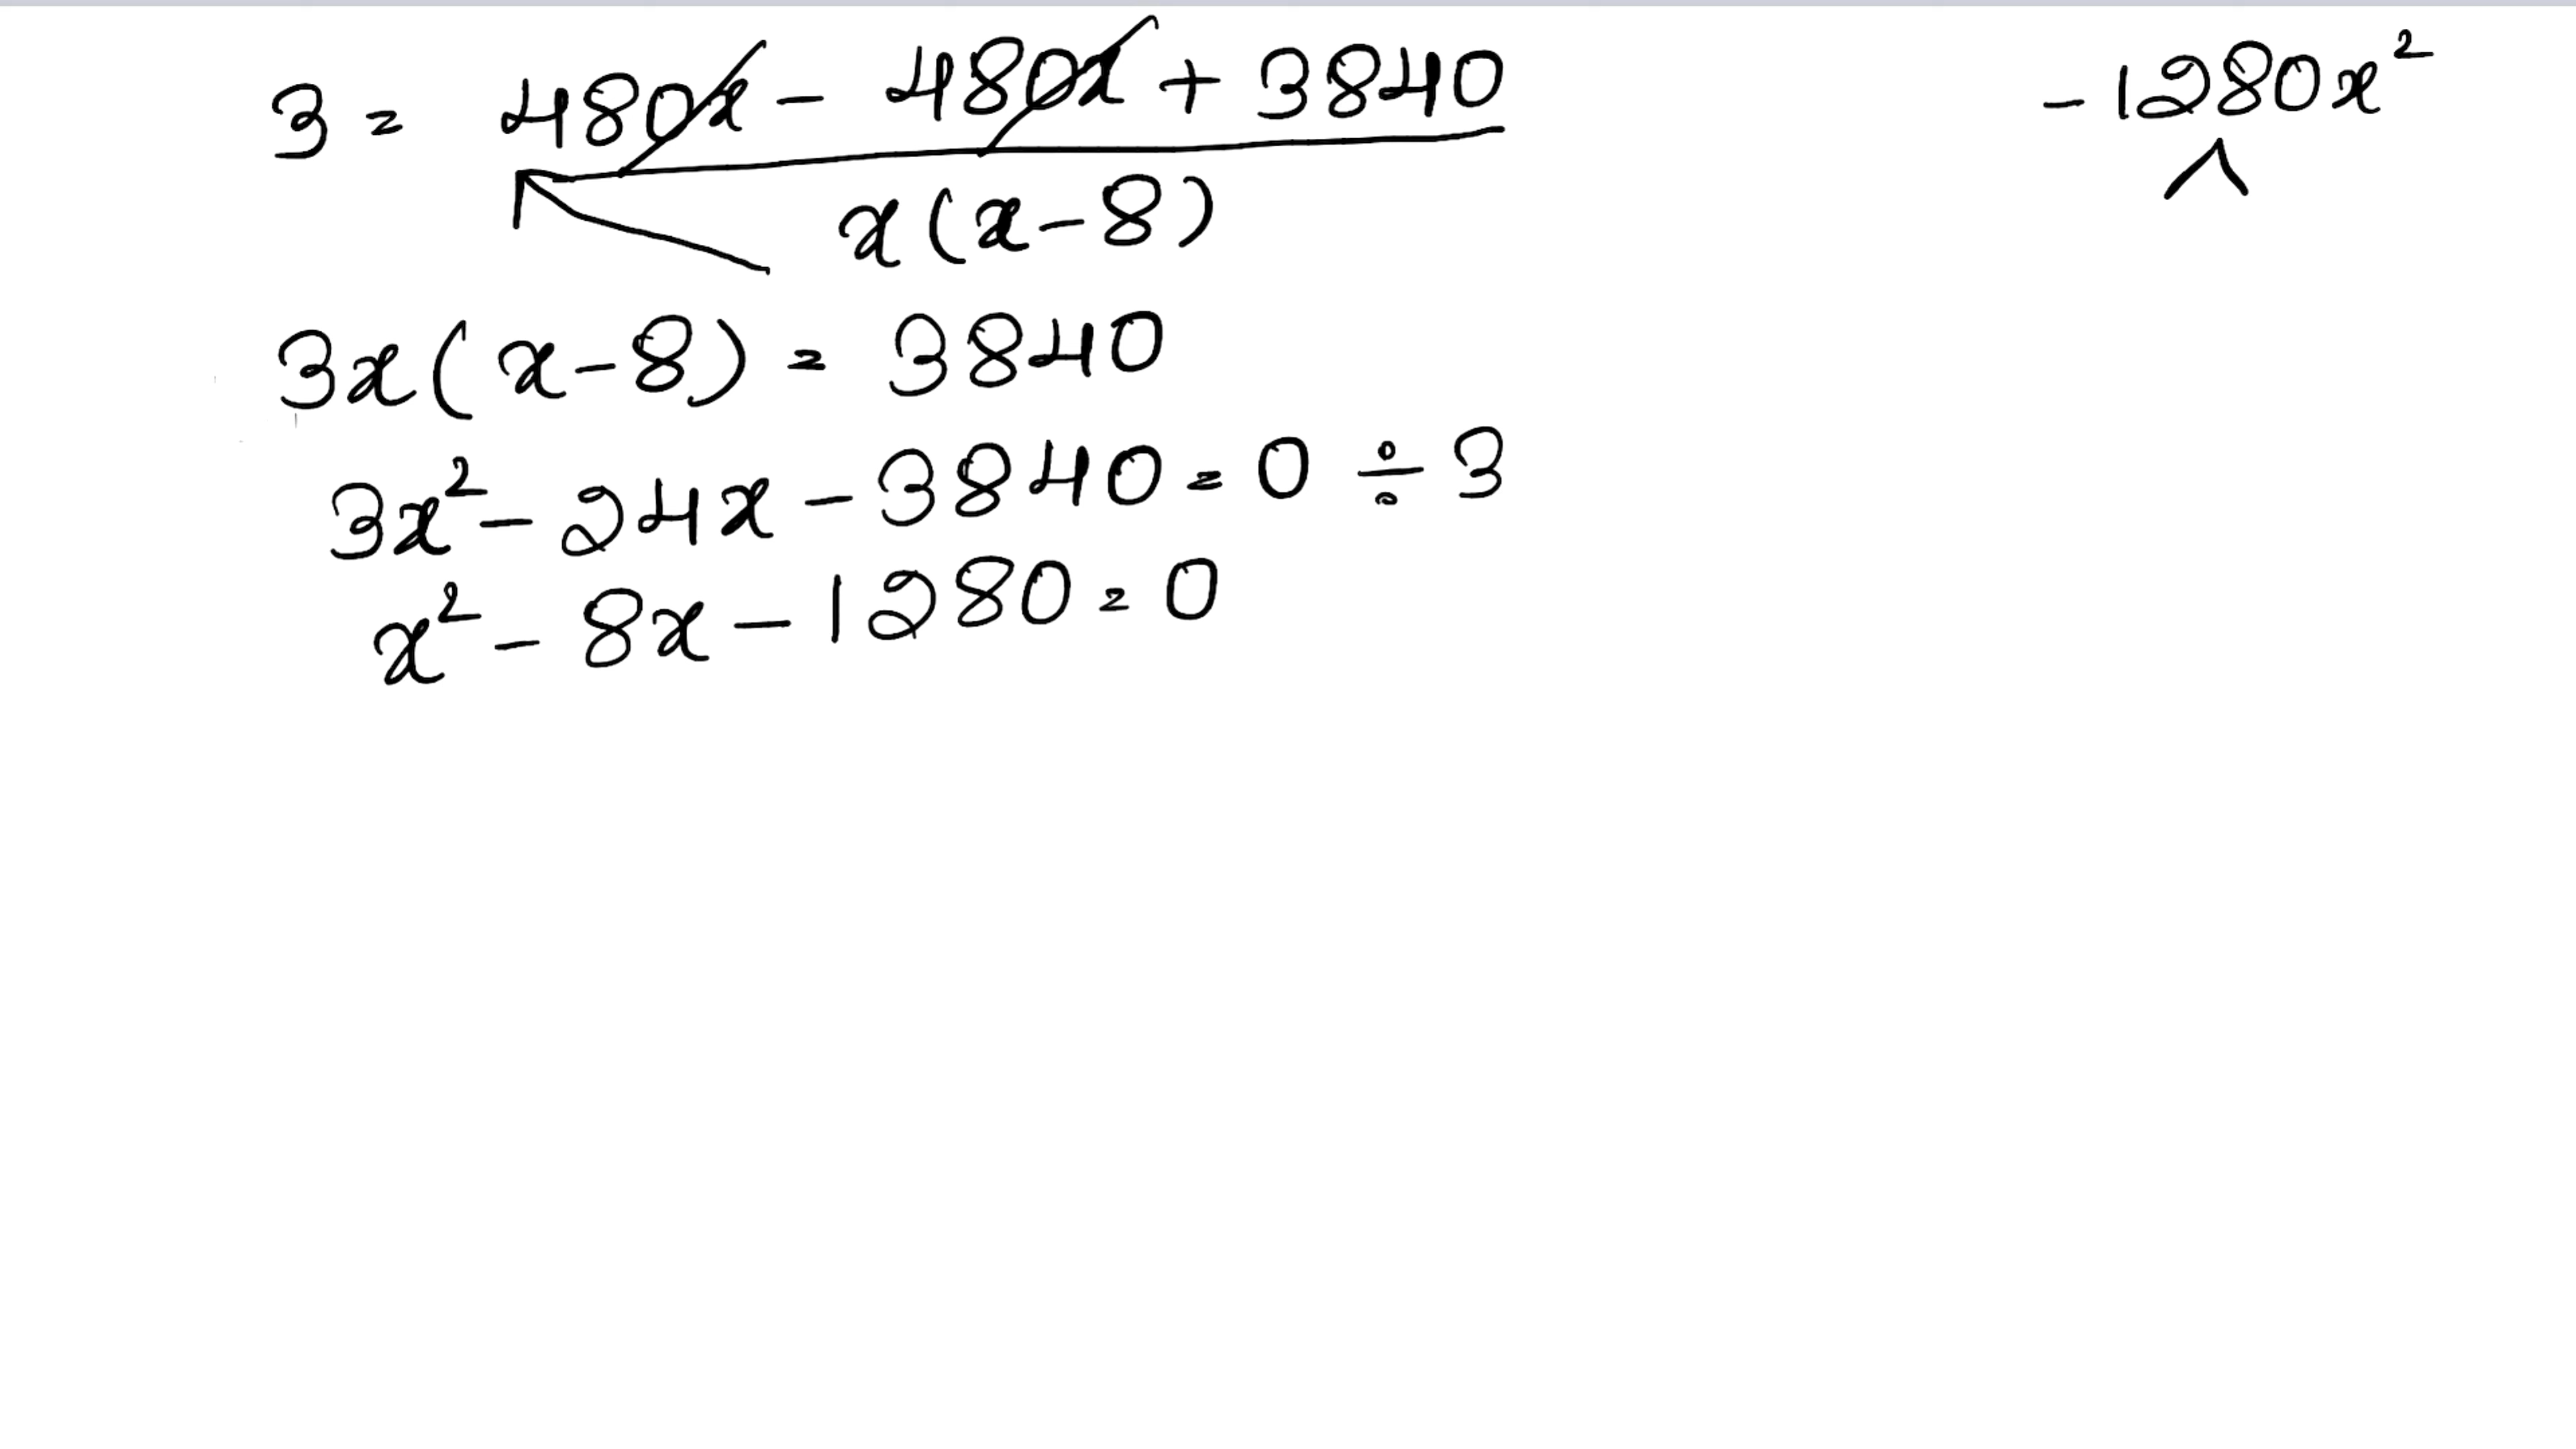 3 = 480x - 480x + 3840
x(x-8)
3x(x-8) = 3840
3x² - 24x - 3840 = 0 ÷ 3
x² - 8x - 1280 = 0
-1280x²